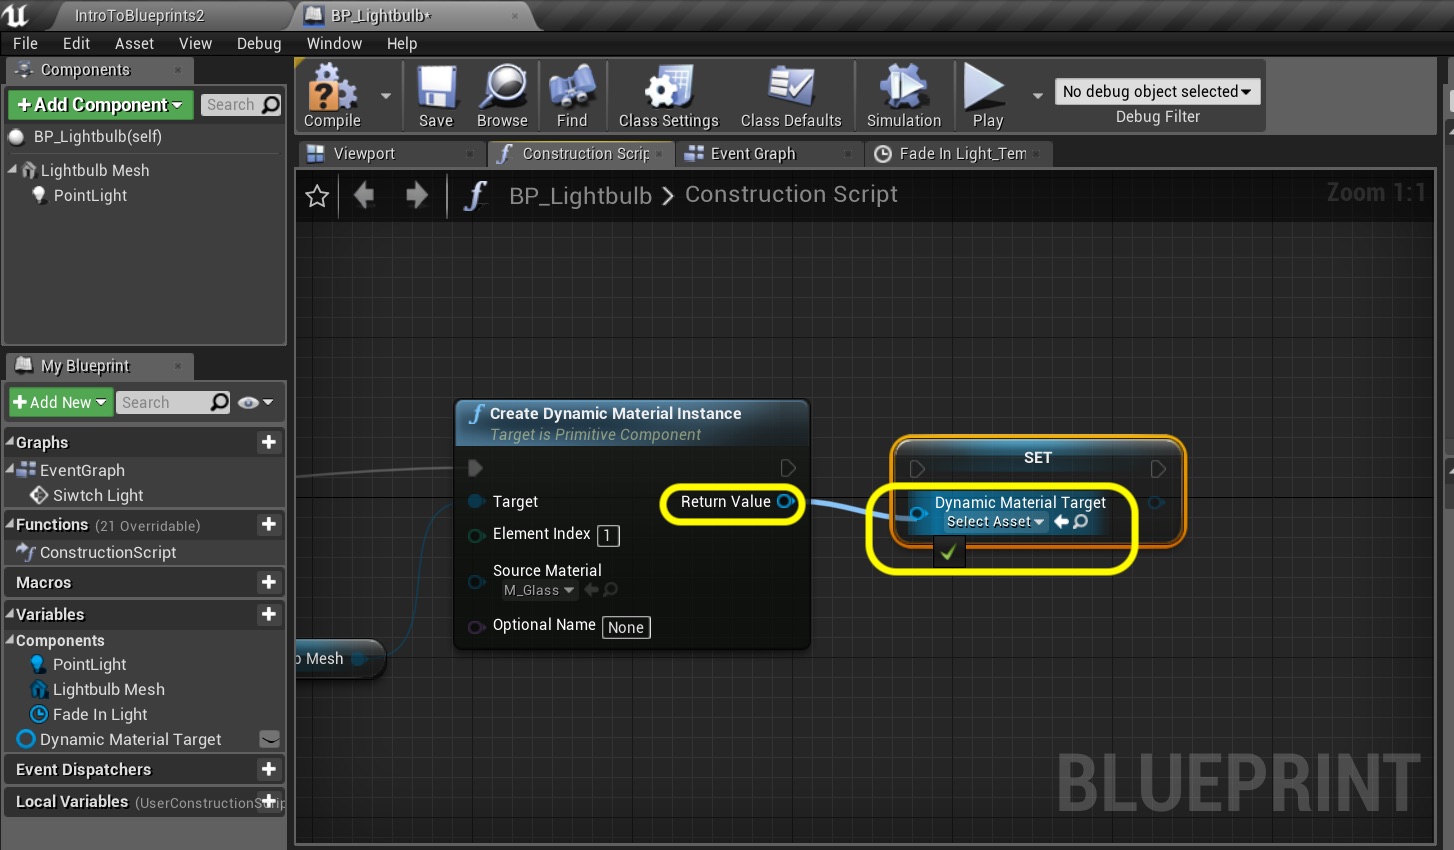 IntroToBlueprints2
BP_Lightbulb*
File Edit Asset View Debug Window Help
Components
+Add Component
Search
BP_Lightbulb(self)
Lightbulb Mesh
PointLight
Compile
Save
Browse
Find
Class Settings
Class Defaults
Simulation
Play
No debug object selected
Debug Filter
Viewport
Construction Scrip
Event Graph
Fade In Light_Tem
BP_Lightbulb > Construction Script
Zoom 1:1
My Blueprint
+Add New
Search
Graphs
EventGraph
Siwtch Light
Functions (21 Overridable)
ConstructionScript
Macros
Variables
Components
PointLight
Lightbulb Mesh
Fade In Light
Dynamic Material Target
Event Dispatchers
Local Variables (UserConstructionScrip
Create Dynamic Material Instance
Target is Primitive Component
Target
Return Value
Element Index 1
Source Material
M_Glass
Optional Name None
b Mesh
SET
Dynamic Material Target
Select Asset
BLUEPRINT